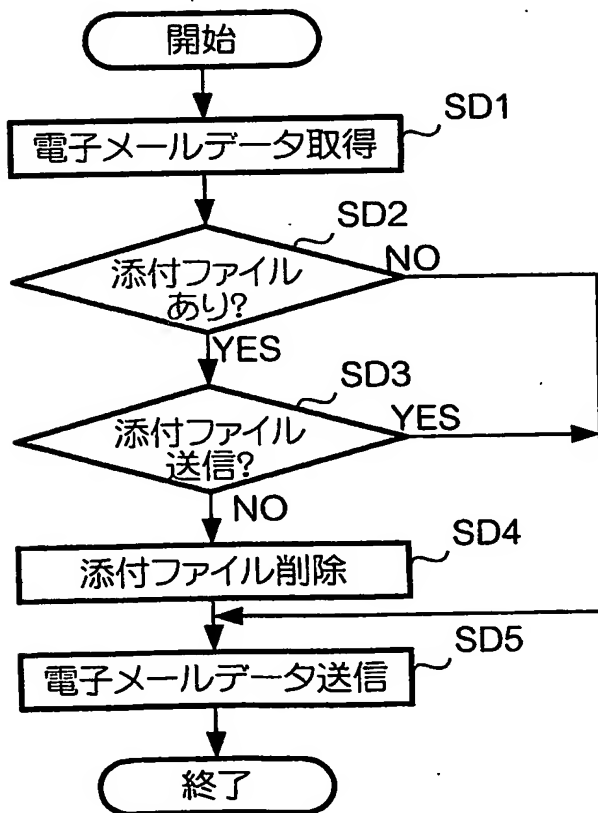 開始
SD1
電子メールデータ取得
SD2
NO
添付ファイル
あり?
YES
SD3
YES
添付ファイル
送信?
NO
SD4
添付ファイル削除
SD5
電子メールデータ送信
終了